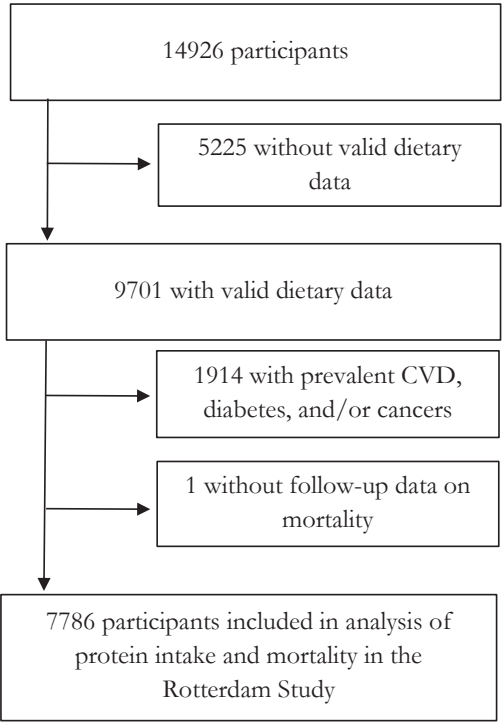 14926 participants
5225 without valid dietary
data
9701 with valid dietary data
1914 with prevalent CVD,
diabetes, and/or cancers
1 without follow-up data on
mortality
7786 participants included in analysis of
protein intake and mortality in the
Rotterdam Study